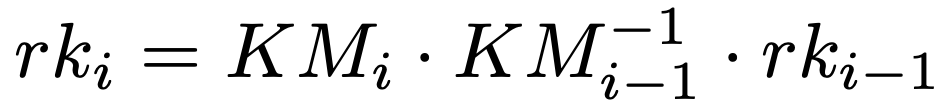 rk_i = KM_i · KM_{i-1}^{-1} · rk_{i-1}